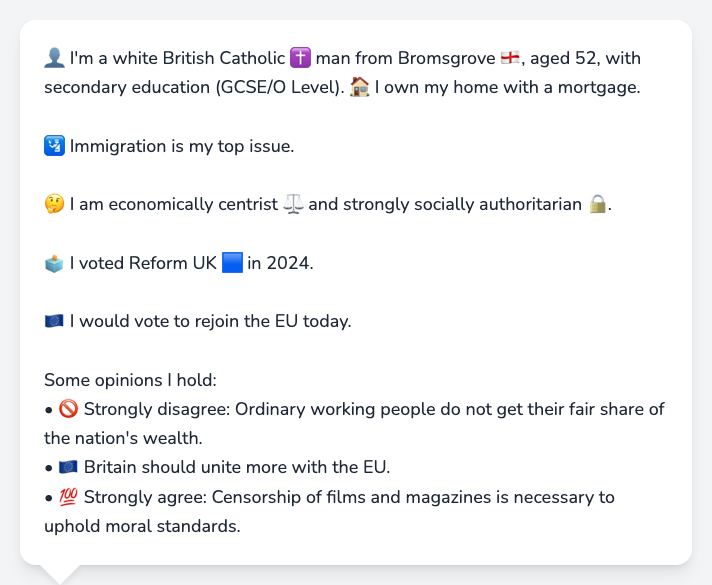 👤 I'm a white British Catholic ✝️ man from Bromsgrove 🏴󠁧󠁢󠁥󠁮󠁧󠁿, aged 52, with
secondary education (GCSE/O Level). 🏠 I own my home with a mortgage.
🛂 Immigration is my top issue.
🤔 I am economically centrist ⚖️ and strongly socially authoritarian 🔒.
🗳️ I voted Reform UK 🟦 in 2024.
🇪🇺 I would vote to rejoin the EU today.
Some opinions I hold:
• 🚫 Strongly disagree: Ordinary working people do not get their fair share of
the nation's wealth.
• 🇪🇺 Britain should unite more with the EU.
• 💯 Strongly agree: Censorship of films and magazines is necessary to
uphold moral standards.